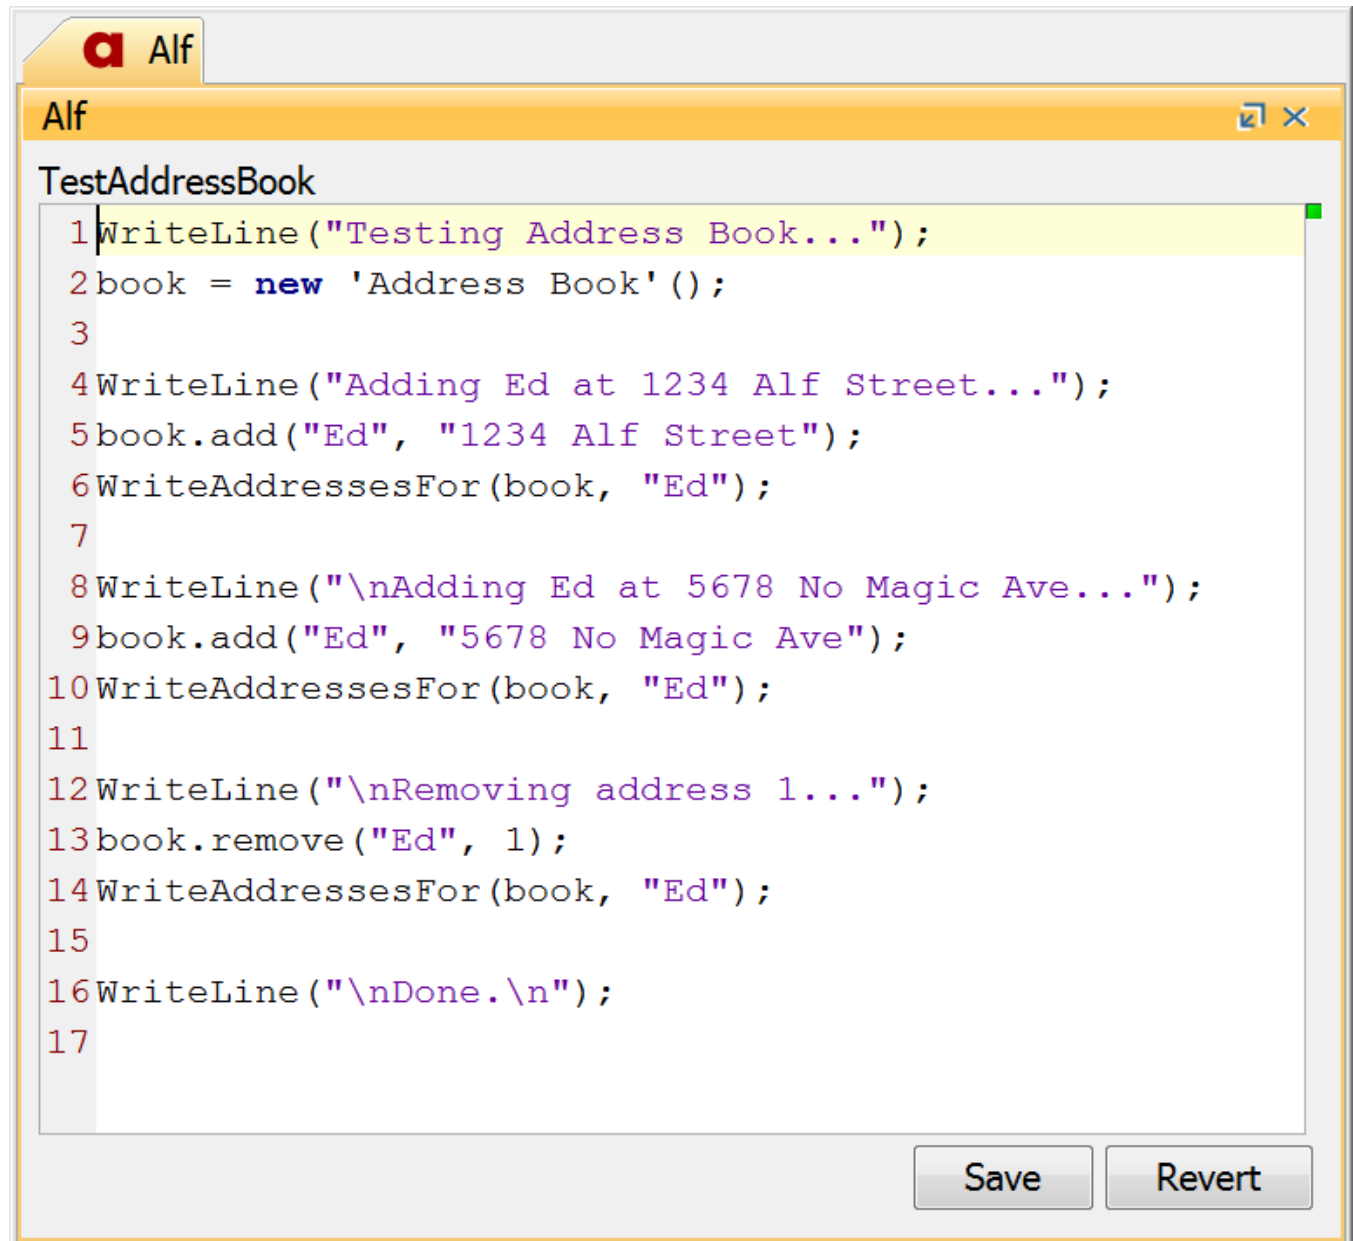 a Alf
Alf
TestAddressBook
1 WriteLine("Testing Address Book...");
2 book = new 'Address Book'();
3
4 WriteLine("Adding Ed at 1234 Alf Street...");
5 book.add("Ed", "1234 Alf Street");
6 WriteAddressesFor(book, "Ed");
7
8 WriteLine("\nAdding Ed at 5678 No Magic Ave...");
9 book.add("Ed", "5678 No Magic Ave");
10 WriteAddressesFor(book, "Ed");
11
12 WriteLine("\nRemoving address 1...");
13 book.remove("Ed", 1);
14 WriteAddressesFor(book, "Ed");
15
16 WriteLine("\nDone.\n");
17
Save Revert